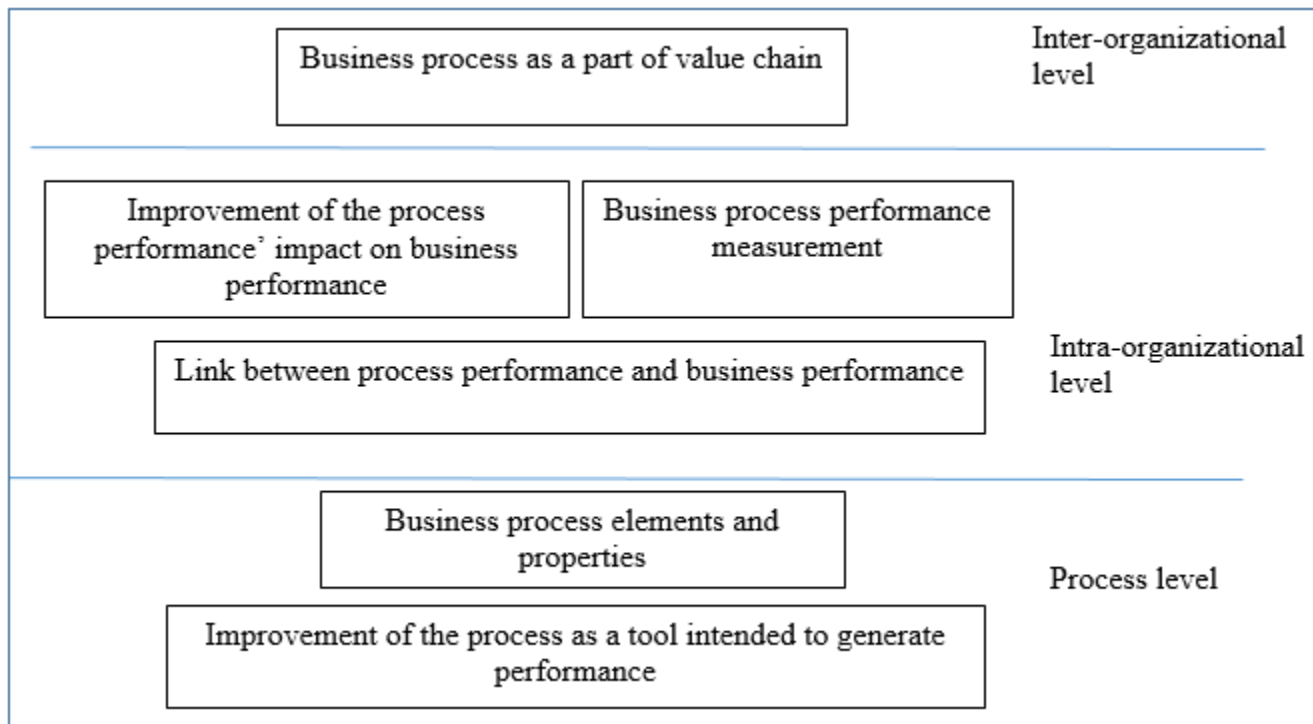 Business process as a part of value chain
Inter-organizational
level
Improvement of the process
performance’ impact on business
performance
Business process performance
measurement
Link between process performance and business performance
Intra-organizational
level
Business process elements and
properties
Process level
Improvement of the process as a tool intended to generate
performance